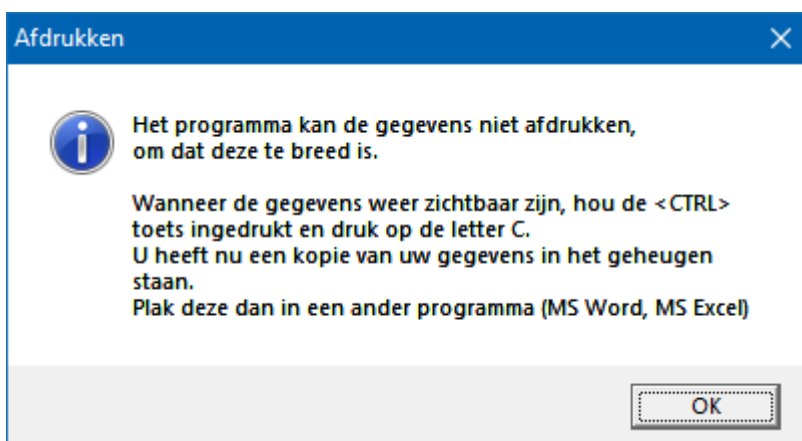 Afdrukken
Het programma kan de gegevens niet afdrukken,
om dat deze te breed is.
Wanneer de gegevens weer zichtbaar zijn, hou de <CTRL>
toets ingedrukt en druk op de letter C.
U heeft nu een kopie van uw gegevens in het geheugen
staan.
Plak deze dan in een ander programma (MS Word, MS Excel)
OK